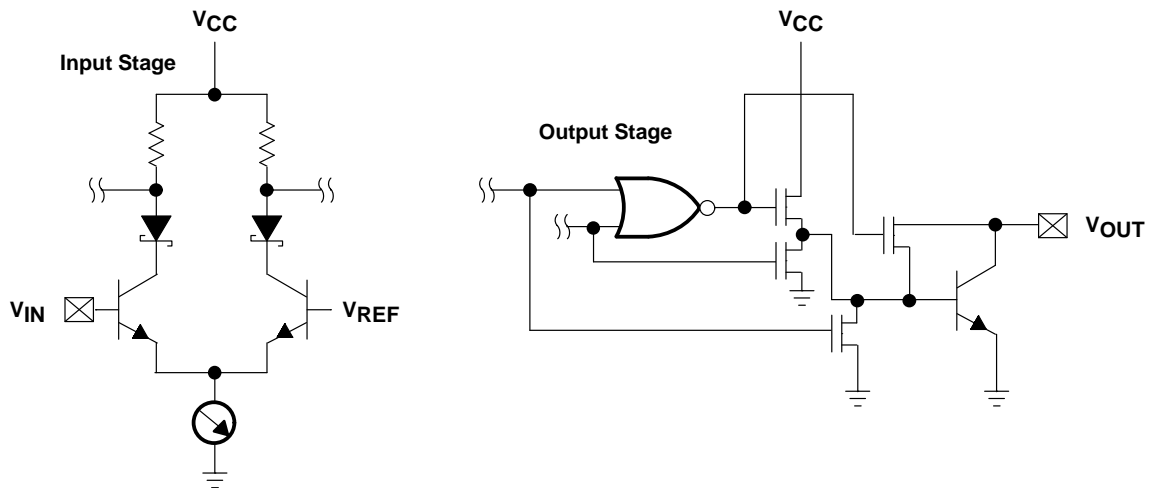 VCC
Input Stage
VIN
VREF
VCC
Output Stage
VOUT